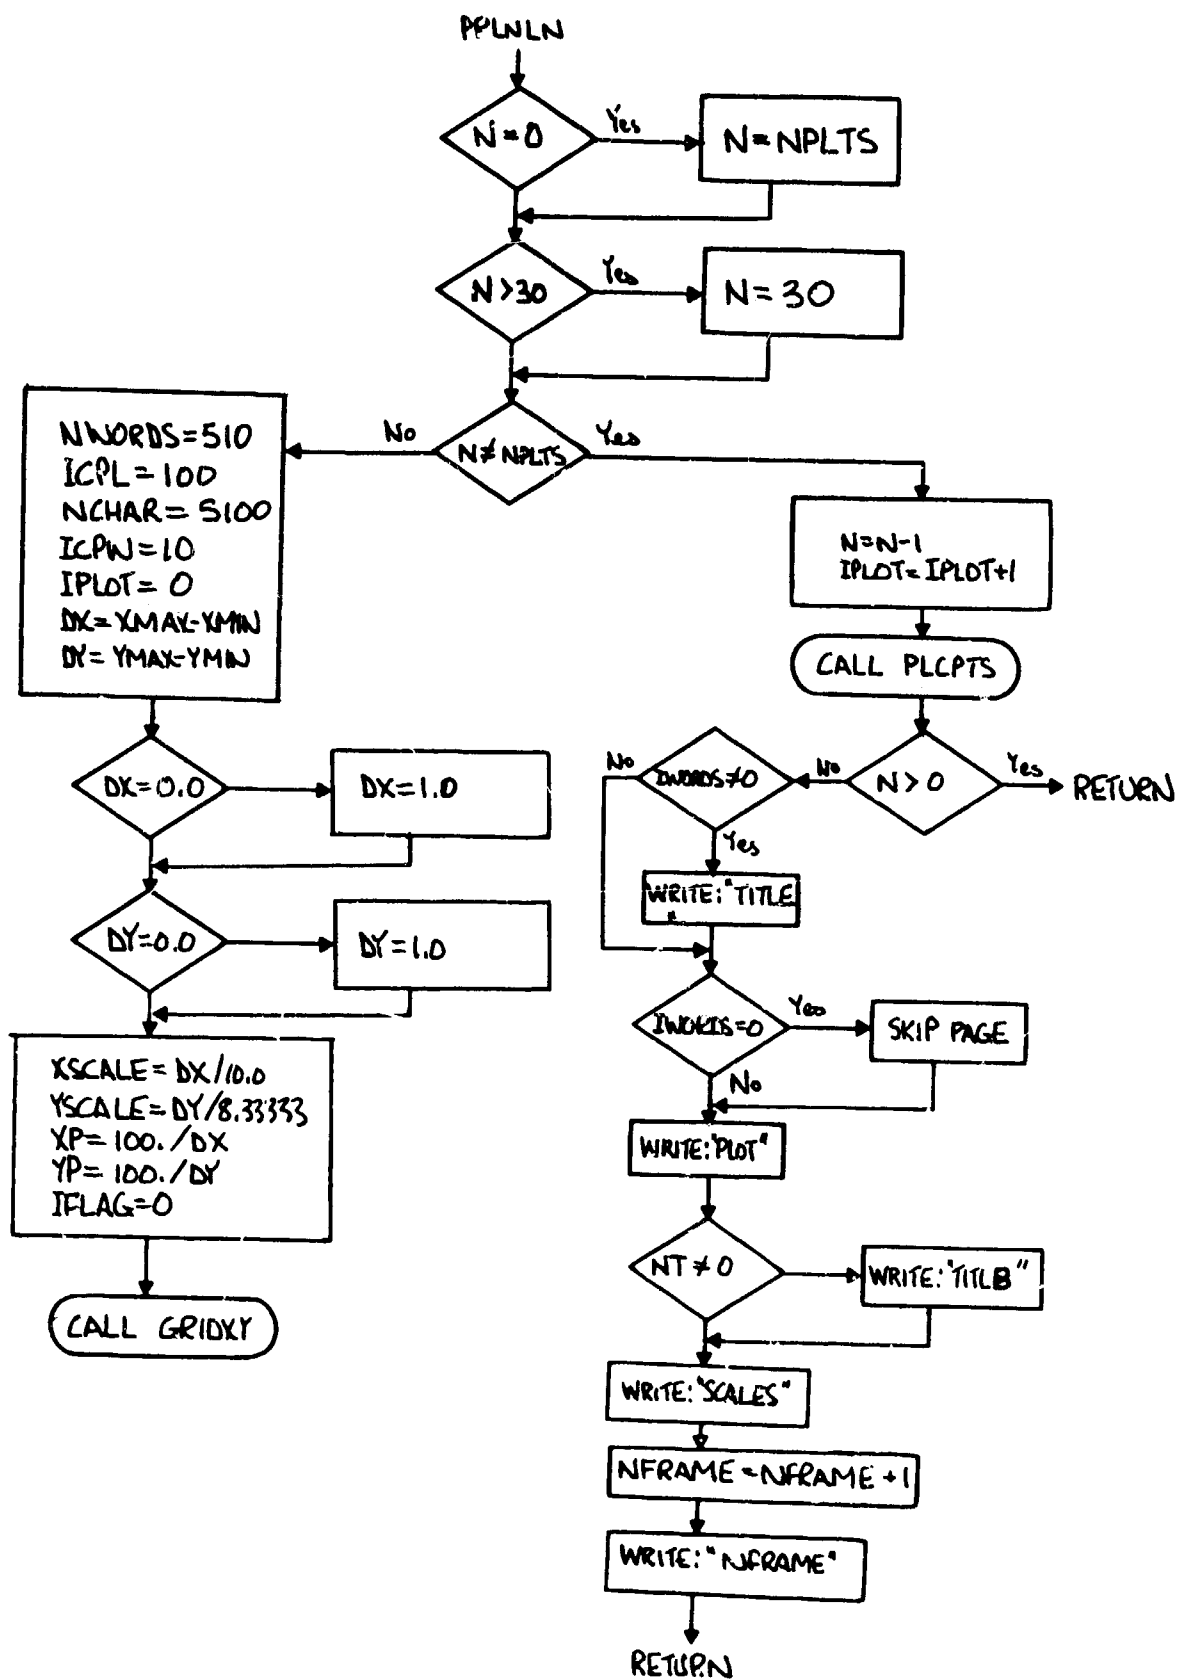 PPLNLN
N=0
Yes
N=NPLTS
N>30
Yes
N=30
N≠NPLTS
No
Yes
NWORDS=510
ICPL=100
NCHAR=5100
ICPW=10
IPLOT=0
DX=XMAX-XMIN
DY=YMAX-YMIN
DX=0.0
DX=1.0
DY=0.0
DY=1.0
XSCALE=DX/10.0
YSCALE=DY/8.33333
XP=100./DX
YP=100./DY
IFLAG=0
CALL GRIDXY
N=N-1
IPLOT=IPLOT+1
CALL PLCPTS
N>0
Yes
RETURN
No
IWORDS≠0
No
Yes
WRITE:"TITLE
"
=0
Yes
SKIP PAGE
No
WRITE:"PLOT"
NT≠0
WRITE:"TITLB"
WRITE:"SCALES"
NFRAME=NFRAME+1
WRITE:"NFRAME"
RETURN